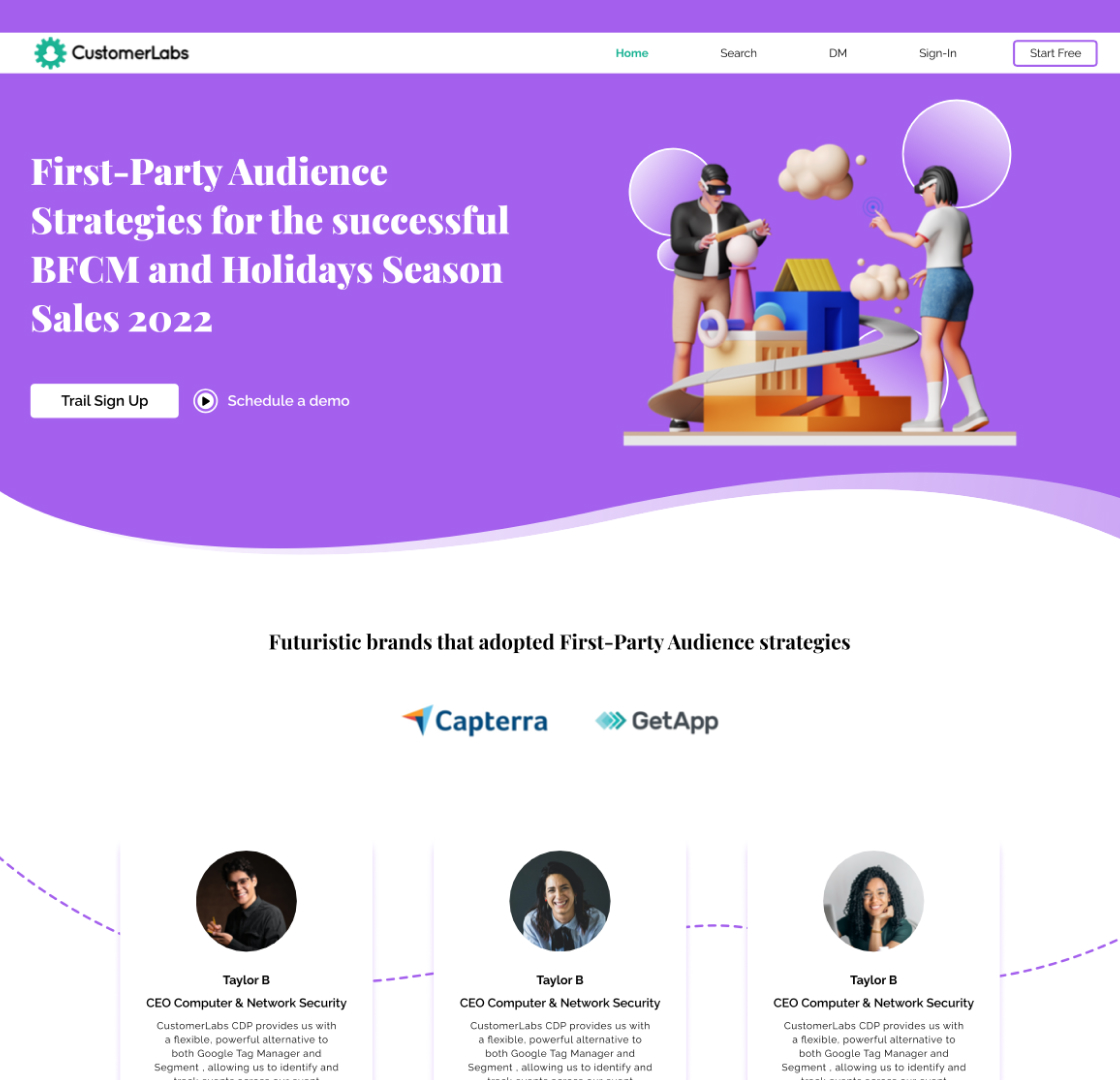 CustomerLabs
Home
Search
DM
Sign-In
Start Free
First-Party Audience
Strategies for the successful
BFCM and Holidays Season
Sales 2022
Trail Sign Up
Schedule a demo
Futuristic brands that adopted First-Party Audience strategies
Capterra
GetApp
Taylor B
CEO Computer & Network Security
CustomerLabs CDP provides us with
a flexible, powerful alternative to
both Google Tag Manager and
Segment , allowing us to identify and
Taylor B
CEO Computer & Network Security
CustomerLabs CDP provides us with
a flexible, powerful alternative to
both Google Tag Manager and
Segment , allowing us to identify and
Taylor B
CEO Computer & Network Security
CustomerLabs CDP provides us with
a flexible, powerful alternative to
both Google Tag Manager and
Segment , allowing us to identify and